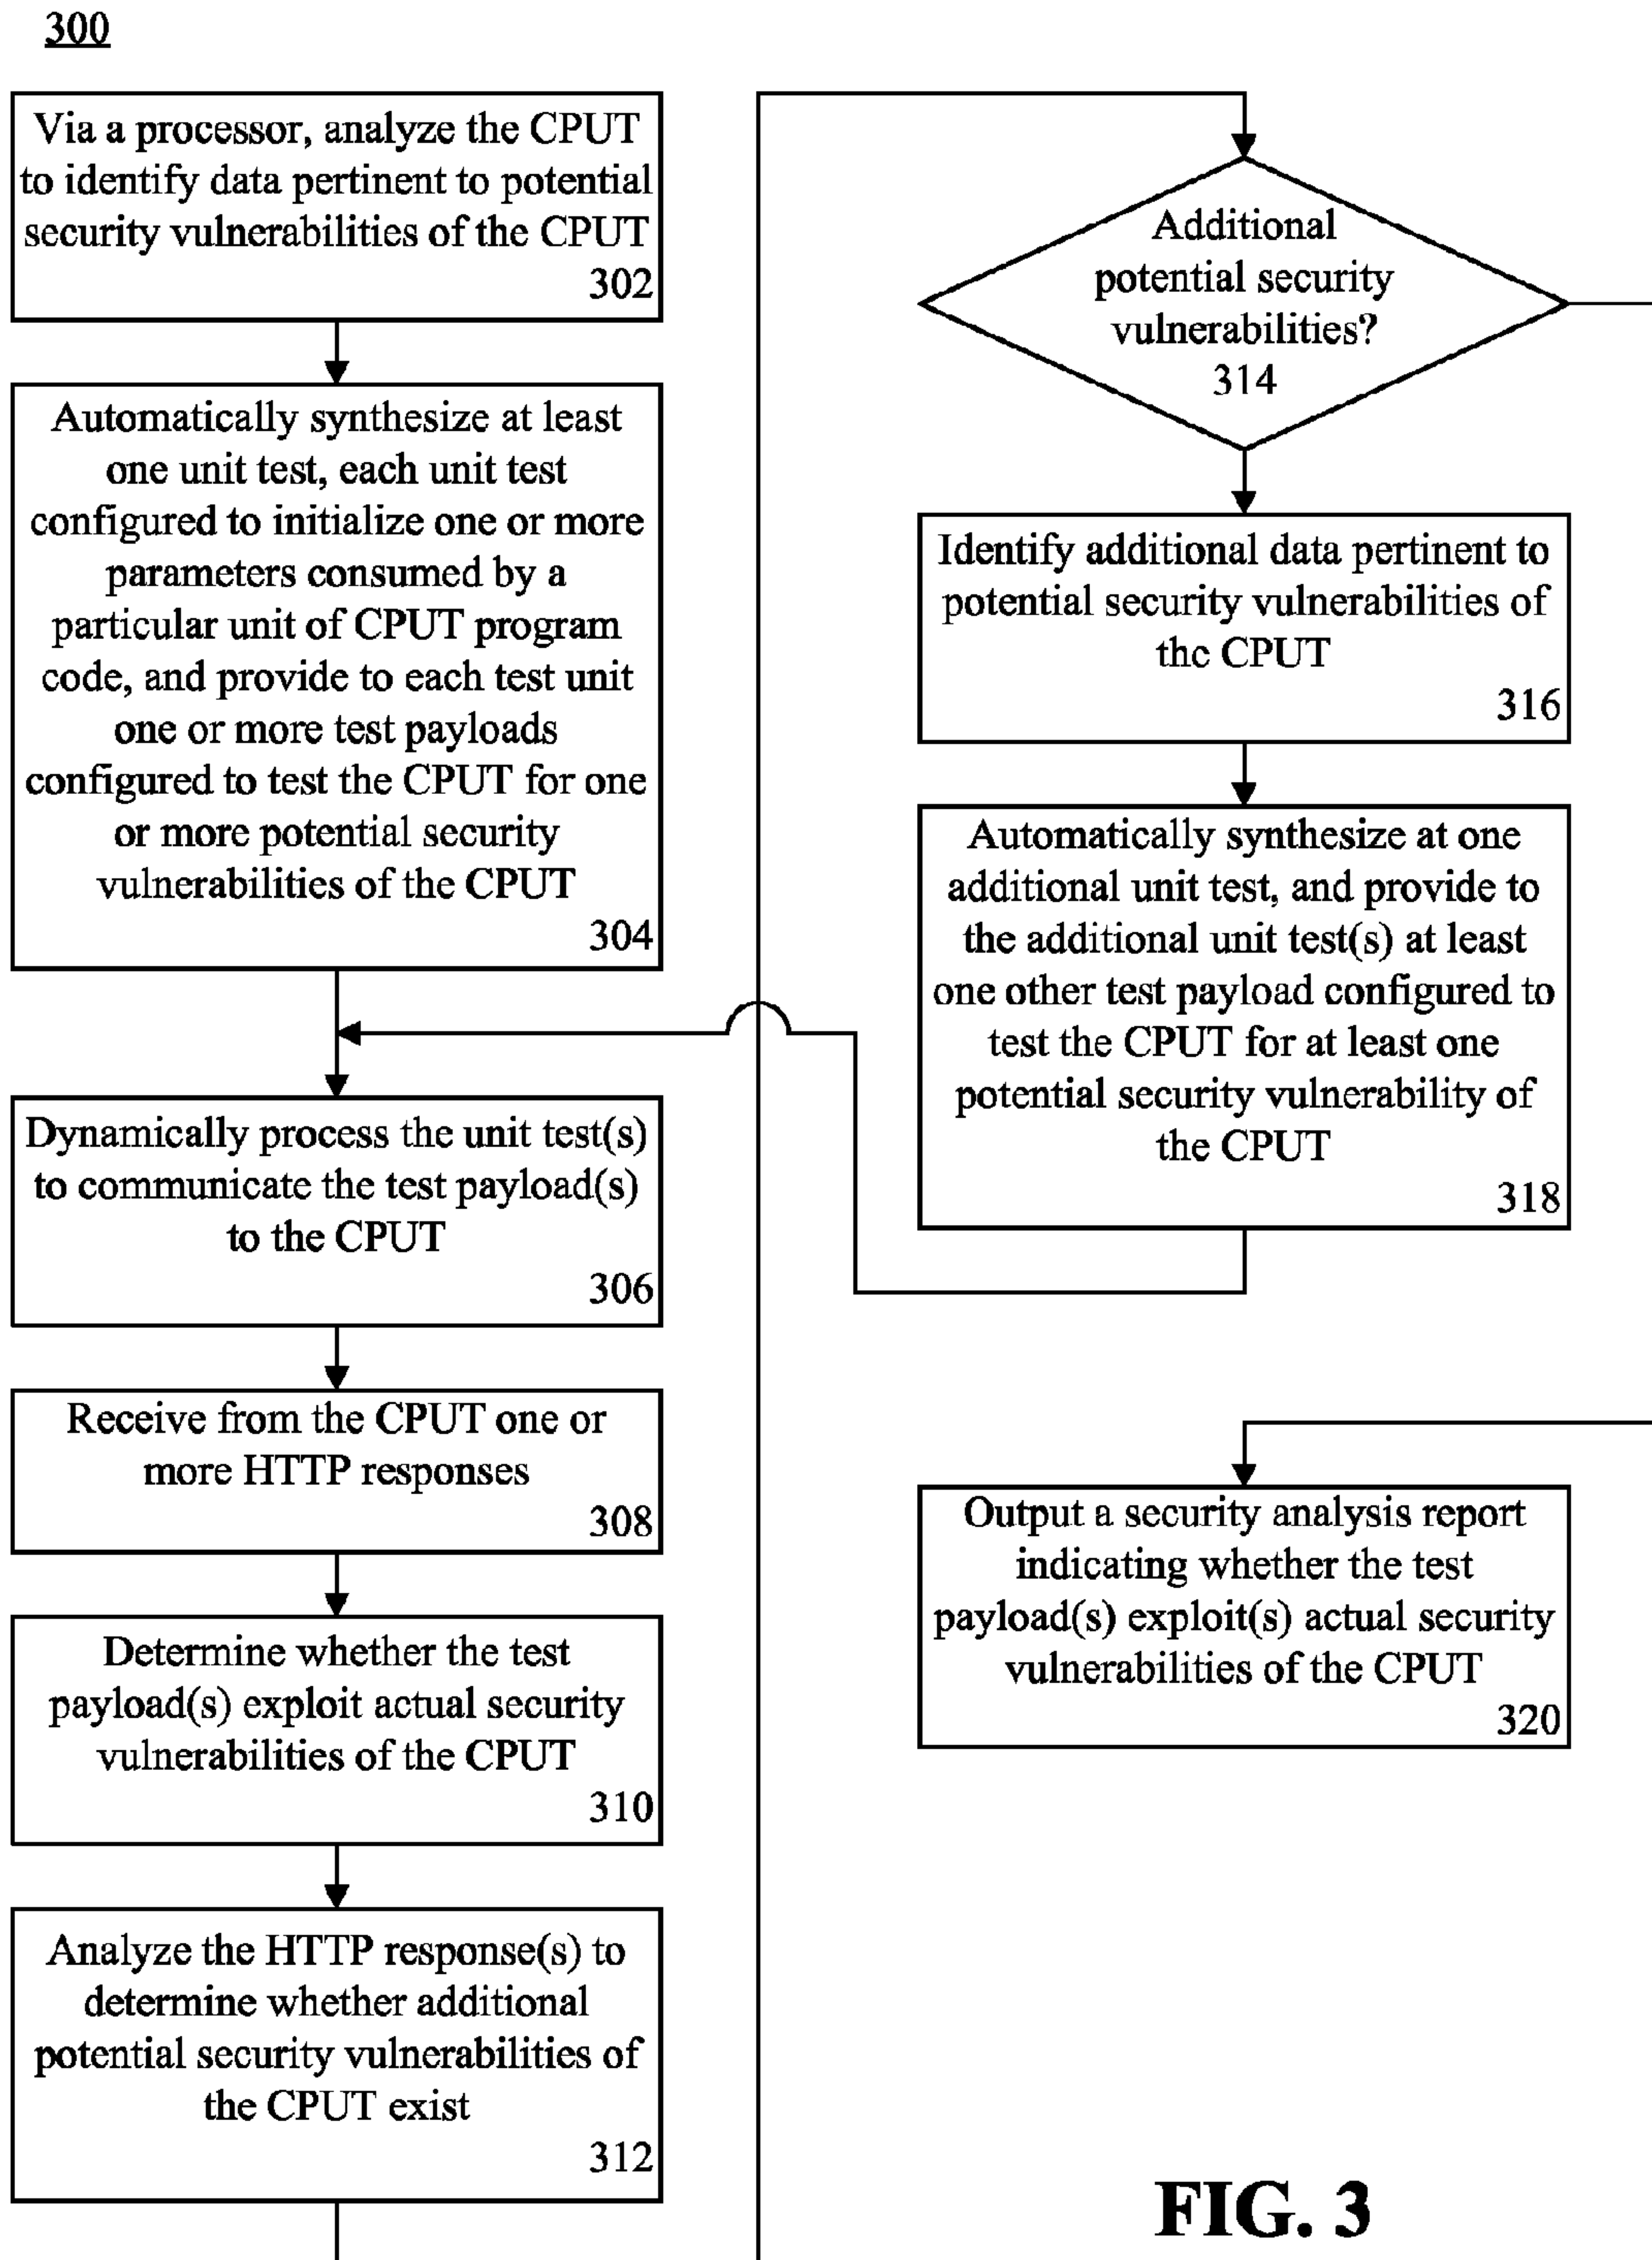 300
Via a processor, analyze the CPUT
to identify data pertinent to potential
security vulnerabilities of the CPUT
302
Automatically synthesize at least
one unit test, each unit test
configured to initialize one or more
parameters consumed by a
particular unit of CPUT program
code, and provide to each test unit
one or more test payloads
configured to test the CPUT for one
or more potential security
vulnerabilities of the CPUT
304
Dynamically process the unit test(s)
to communicate the test payload(s)
to the CPUT
306
Receive from the CPUT one or
more HTTP responses
308
Determine whether the test
payload(s) exploit actual security
vulnerabilities of the CPUT
310
Analyze the HTTP response(s) to
determine whether additional
potential security vulnerabilities of
the CPUT exist
312
Additional
potential security
vulnerabilities?
314
Identify additional data pertinent to
potential security vulnerabilities of
the CPUT
316
Automatically synthesize at one
additional unit test, and provide to
the additional unit test(s) at least
one other test payload configured to
test the CPUT for at least one
potential security vulnerability of
the CPUT
318
Output a security analysis report
indicating whether the test
payload(s) exploit(s) actual security
vulnerabilities of the CPUT
320
FIG. 3